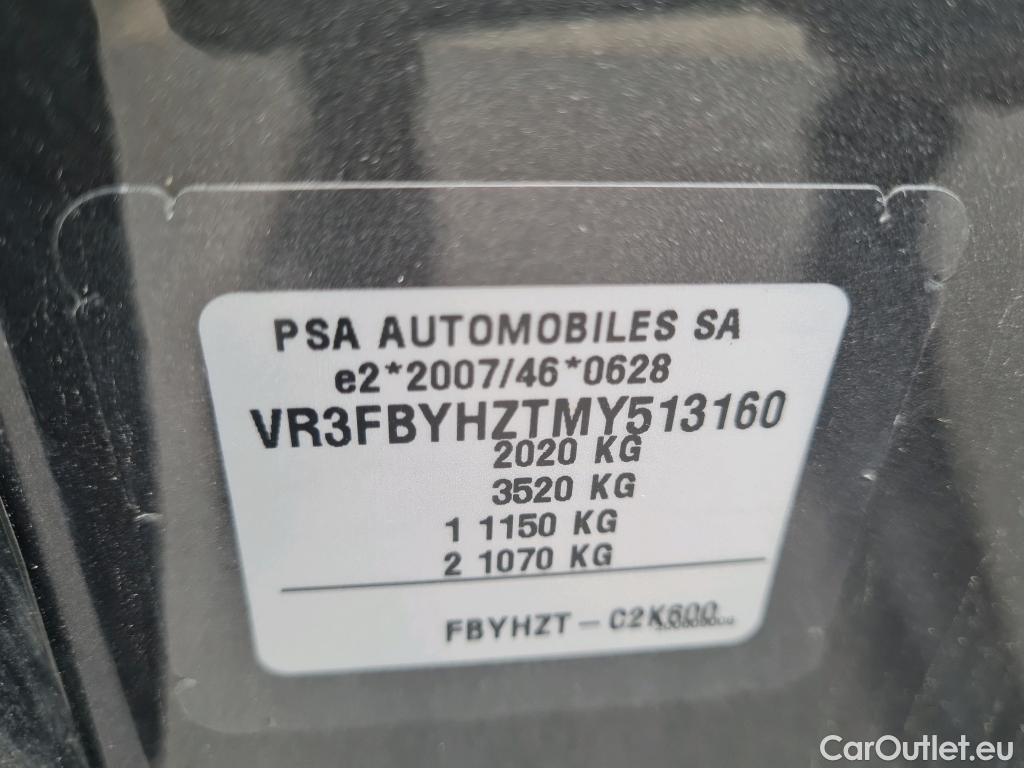 PSA AUTOMOBILES SA
e2*2007/46*0628
VR3FBYHZTMY513160
2020 KG
3520 KG
1 1150 KG
2 1070 KG
FBYHZT - C2K600
CarOutlet.eu